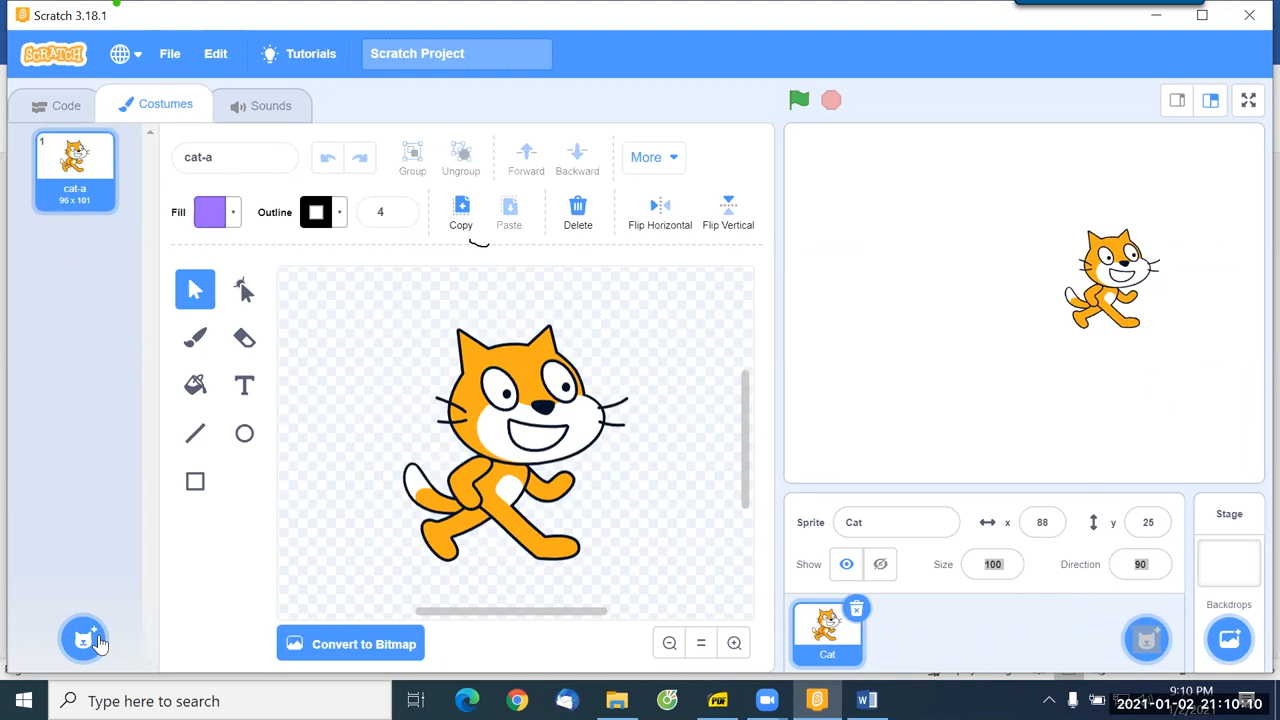 Scratch 3.18.1
SCRATCH
File
Edit
Tutorials
Scratch Project
Code
Costumes
Sounds
1
cat-a
96 x 101
cat-a
Group
Ungroup
Forward
Backward
More
Fill
Outline
4
Copy
Paste
Delete
Flip Horizontal
Flip Vertical
T
Convert to Bitmap
Sprite
Cat
x
88
y
25
Show
Size
100
Direction
90
Cat
Stage
Backdrops
Type here to search
PDF
9:10 PM
2021-01-02 21:10:10